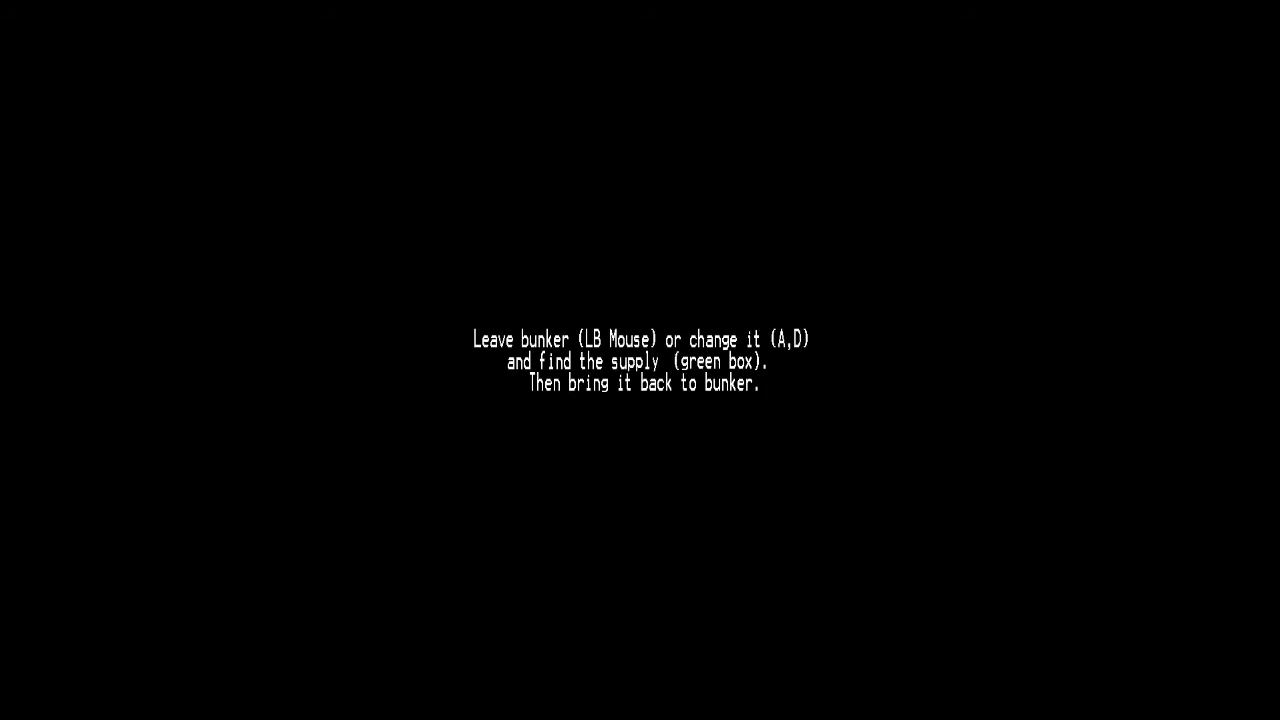 Leave bunker (LB Mouse) or change it (A,D)
and find the supply  (green box).
Then bring it back to bunker.